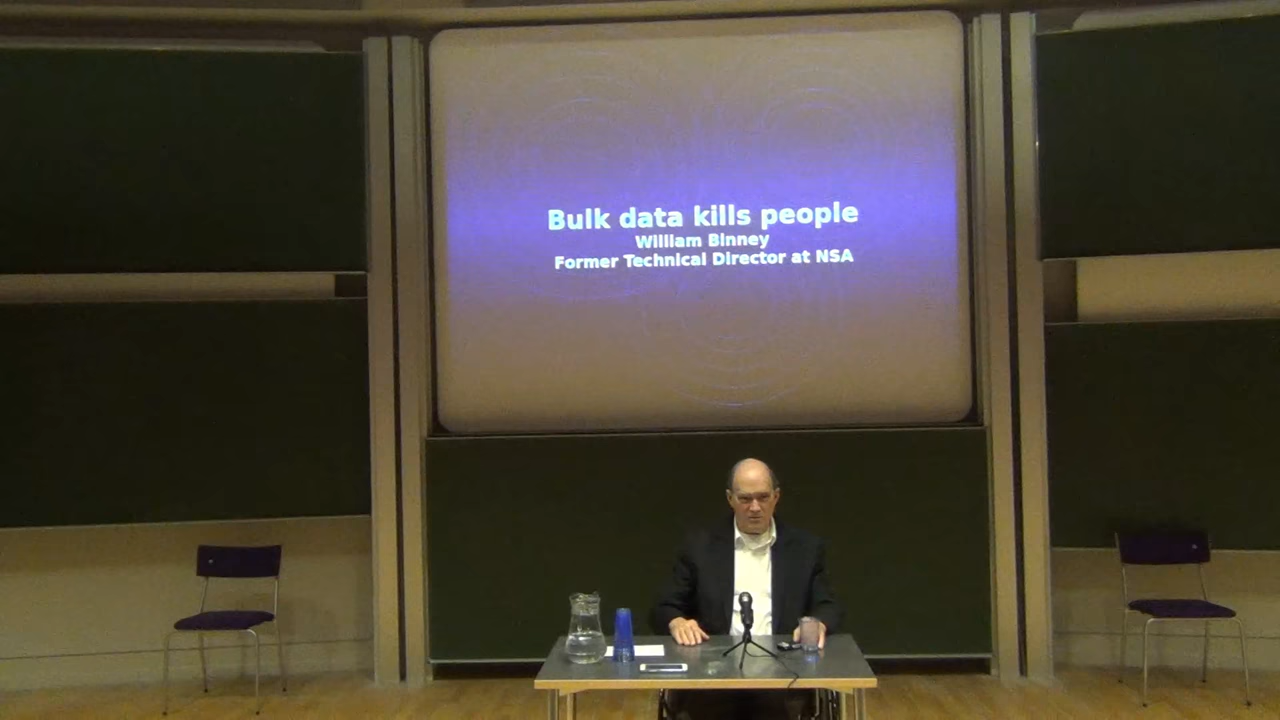 Bulk data kills people
William Binney
Former Technical Director at NSA